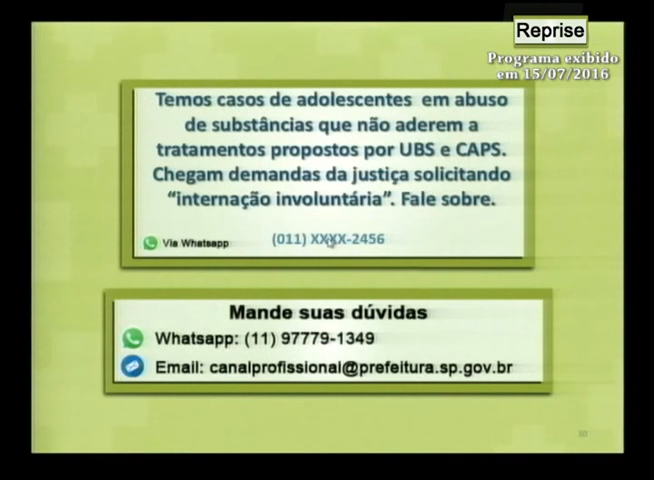 Reprise
Programa exibido
em 15/07/2016
Temos casos de adolescentes em abuso
de substâncias que não aderem a
tratamentos propostos por UBS e CAPS.
Chegam demandas da justiça solicitando
“internação involuntária”. Fale sobre.
Via Whatsapp
(011) XXXX-2456
Mande suas dúvidas
Whatsapp: (11) 97779-1349
Email: canalprofissional@prefeitura.sp.gov.br